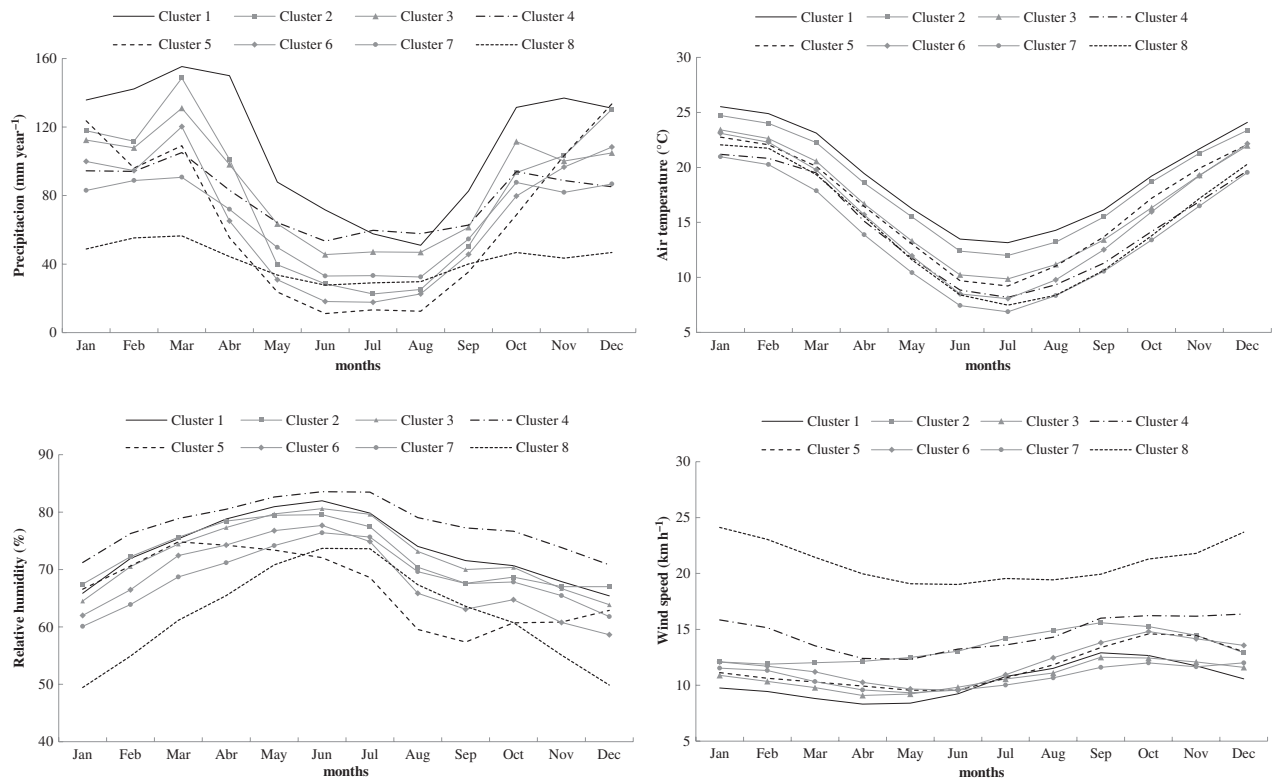 Cluster 1 Cluster 2 Cluster 3 Cluster 4
Cluster 5 Cluster 6 Cluster 7 Cluster 8
Precipitacion (mm year⁻¹)
160
120
80
40
0
Jan Feb Mar Abr May Jun Jul Aug Sep Oct Nov Dec
months
Cluster 1 Cluster 2 Cluster 3 Cluster 4
Cluster 5 Cluster 6 Cluster 7 Cluster 8
Air temperature (°C)
30
25
20
15
10
5
Jan Feb Mar Abr May Jun Jul Aug Sep Oct Nov Dec
months
Cluster 1 Cluster 2 Cluster 3 Cluster 4
Cluster 5 Cluster 6 Cluster 7 Cluster 8
Relative humidity (%)
90
80
70
60
50
40
Jan Feb Mar Abr May Jun Jul Aug Sep Oct Nov Dec
months
Cluster 1 Cluster 2 Cluster 3 Cluster 4
Cluster 5 Cluster 6 Cluster 7 Cluster 8
Wind speed (km h⁻¹)
30
25
20
15
10
5
Jan Feb Mar Abr May Jun Jul Aug Sep Oct Nov Dec
months